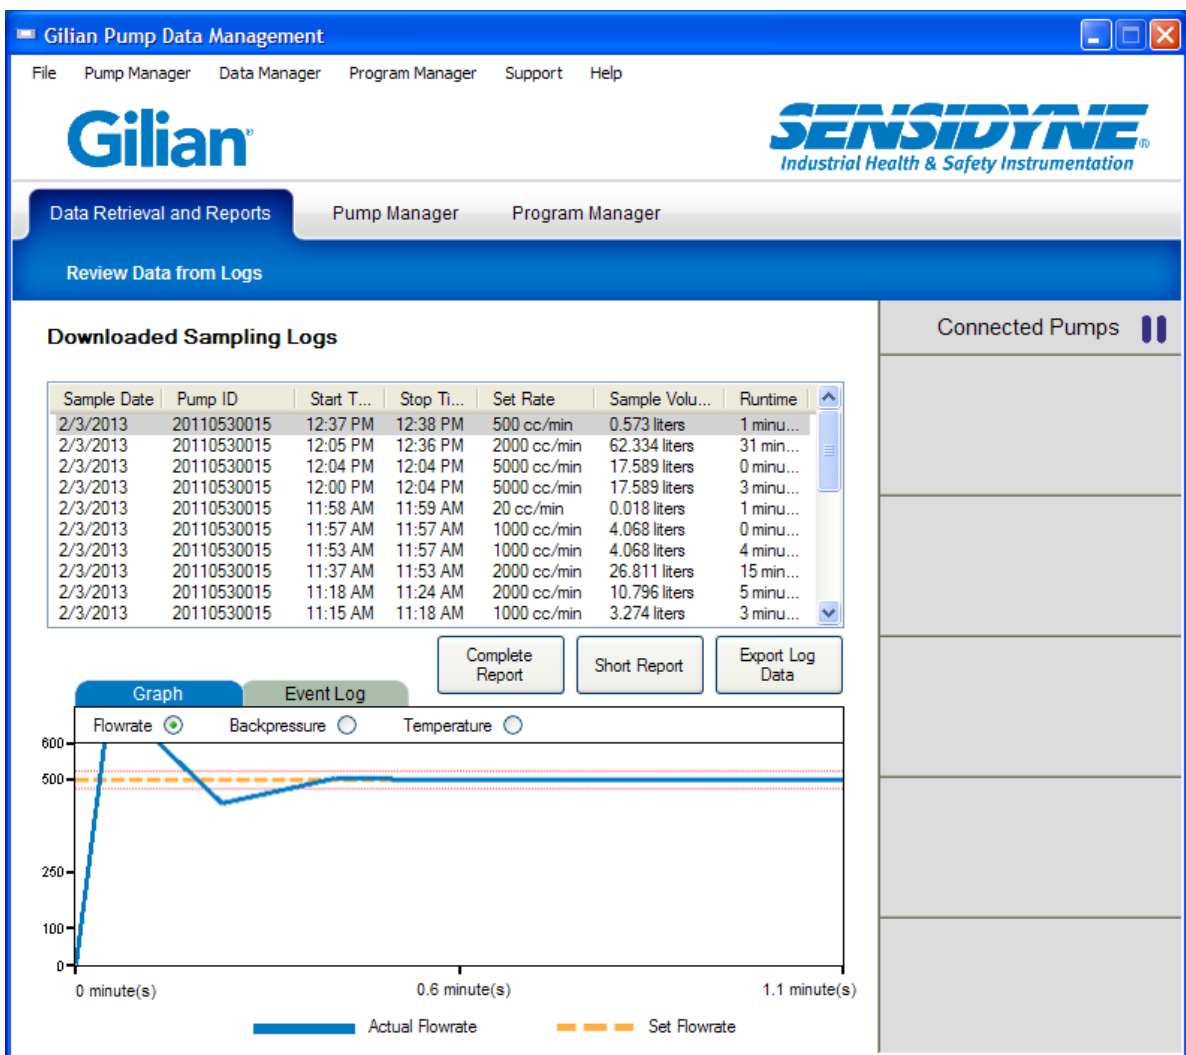 Gilian Pump Data Management
File Pump Manager Data Manager Program Manager Support Help
Gilian®
SENSIDYNE®
Industrial Health & Safety Instrumentation
Data Retrieval and Reports Pump Manager Program Manager
Review Data from Logs
Connected Pumps
Downloaded Sampling Logs
Sample Date Pump ID Start T... Stop Ti... Set Rate Sample Volu... Runtime
2/3/2013 20110530015 12:37 PM 12:38 PM 500 cc/min 0.573 liters 1 minu...
2/3/2013 20110530015 12:05 PM 12:36 PM 2000 cc/min 62.334 liters 31 min...
2/3/2013 20110530015 12:04 PM 12:04 PM 5000 cc/min 17.589 liters 0 minu...
2/3/2013 20110530015 12:00 PM 12:04 PM 5000 cc/min 17.589 liters 3 minu...
2/3/2013 20110530015 11:58 AM 11:59 AM 20 cc/min 0.018 liters 1 minu...
2/3/2013 20110530015 11:57 AM 11:57 AM 1000 cc/min 4.068 liters 0 minu...
2/3/2013 20110530015 11:53 AM 11:57 AM 1000 cc/min 4.068 liters 4 minu...
2/3/2013 20110530015 11:37 AM 11:53 AM 2000 cc/min 26.811 liters 15 min...
2/3/2013 20110530015 11:18 AM 11:24 AM 2000 cc/min 10.796 liters 5 minu...
2/3/2013 20110530015 11:15 AM 11:18 AM 1000 cc/min 3.274 liters 3 minu...
Complete Report
Short Report
Export Log Data
Graph Event Log
Flowrate Backpressure Temperature
600
500
250
100
0
0 minute(s) 0.6 minute(s) 1.1 minute(s)
Actual Flowrate Set Flowrate